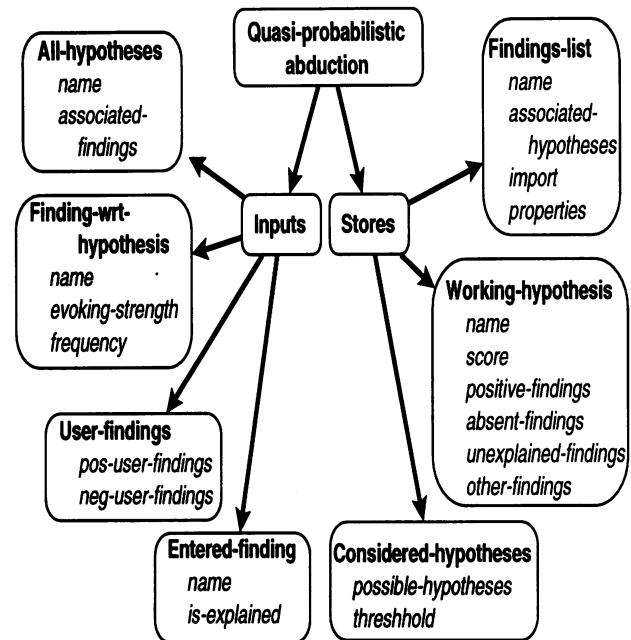 Quasi-probabilistic
abduction
All-hypotheses
name
associated-
findings
Findings-list
name
associated-
hypotheses
import
properties
Inputs
Stores
Finding-wrt-
hypothesis
name
evoking-strength
frequency
Working-hypothesis
name
score
positive-findings
absent-findings
unexplained-findings
other-findings
User-findings
pos-user-findings
neg-user-findings
Entered-finding
name
is-explained
Considered-hypotheses
possible-hypotheses
threshhold